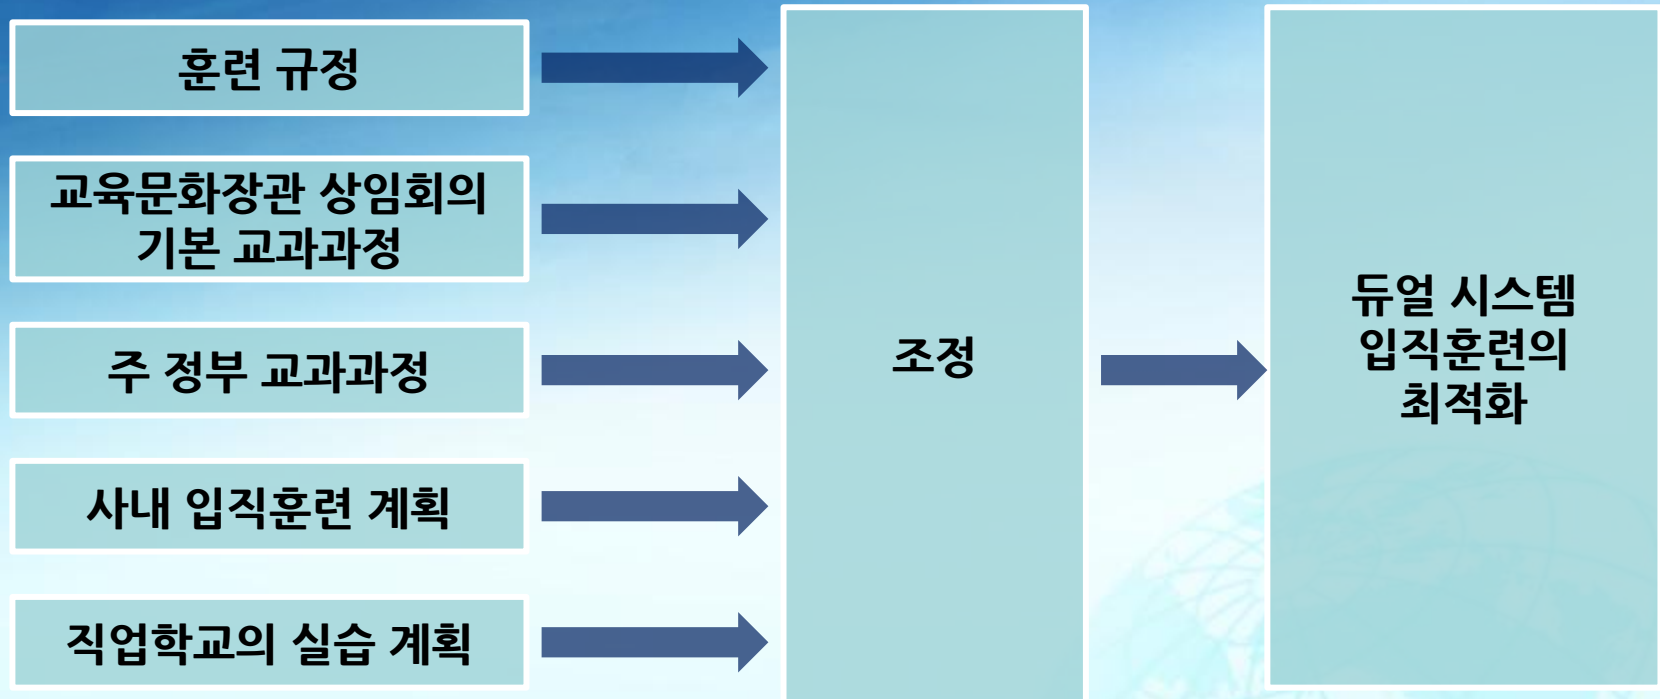 훈련 규정
교육문화장관 상임회의
기본 교과과정
주 정부 교과과정
사내 입직훈련 계획
직업학교의 실습 계획
조정
듀얼 시스템
입직훈련의
최적화